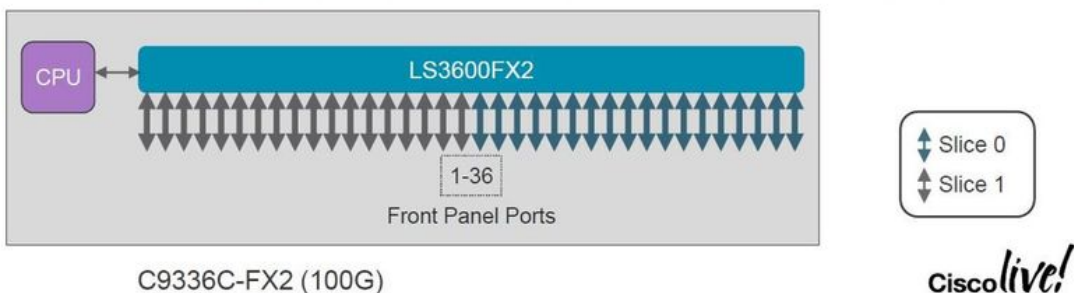 CPU
LS3600FX2
1-36
Front Panel Ports
Slice 0
Slice 1
C9336C-FX2 (100G)
Cisco live!